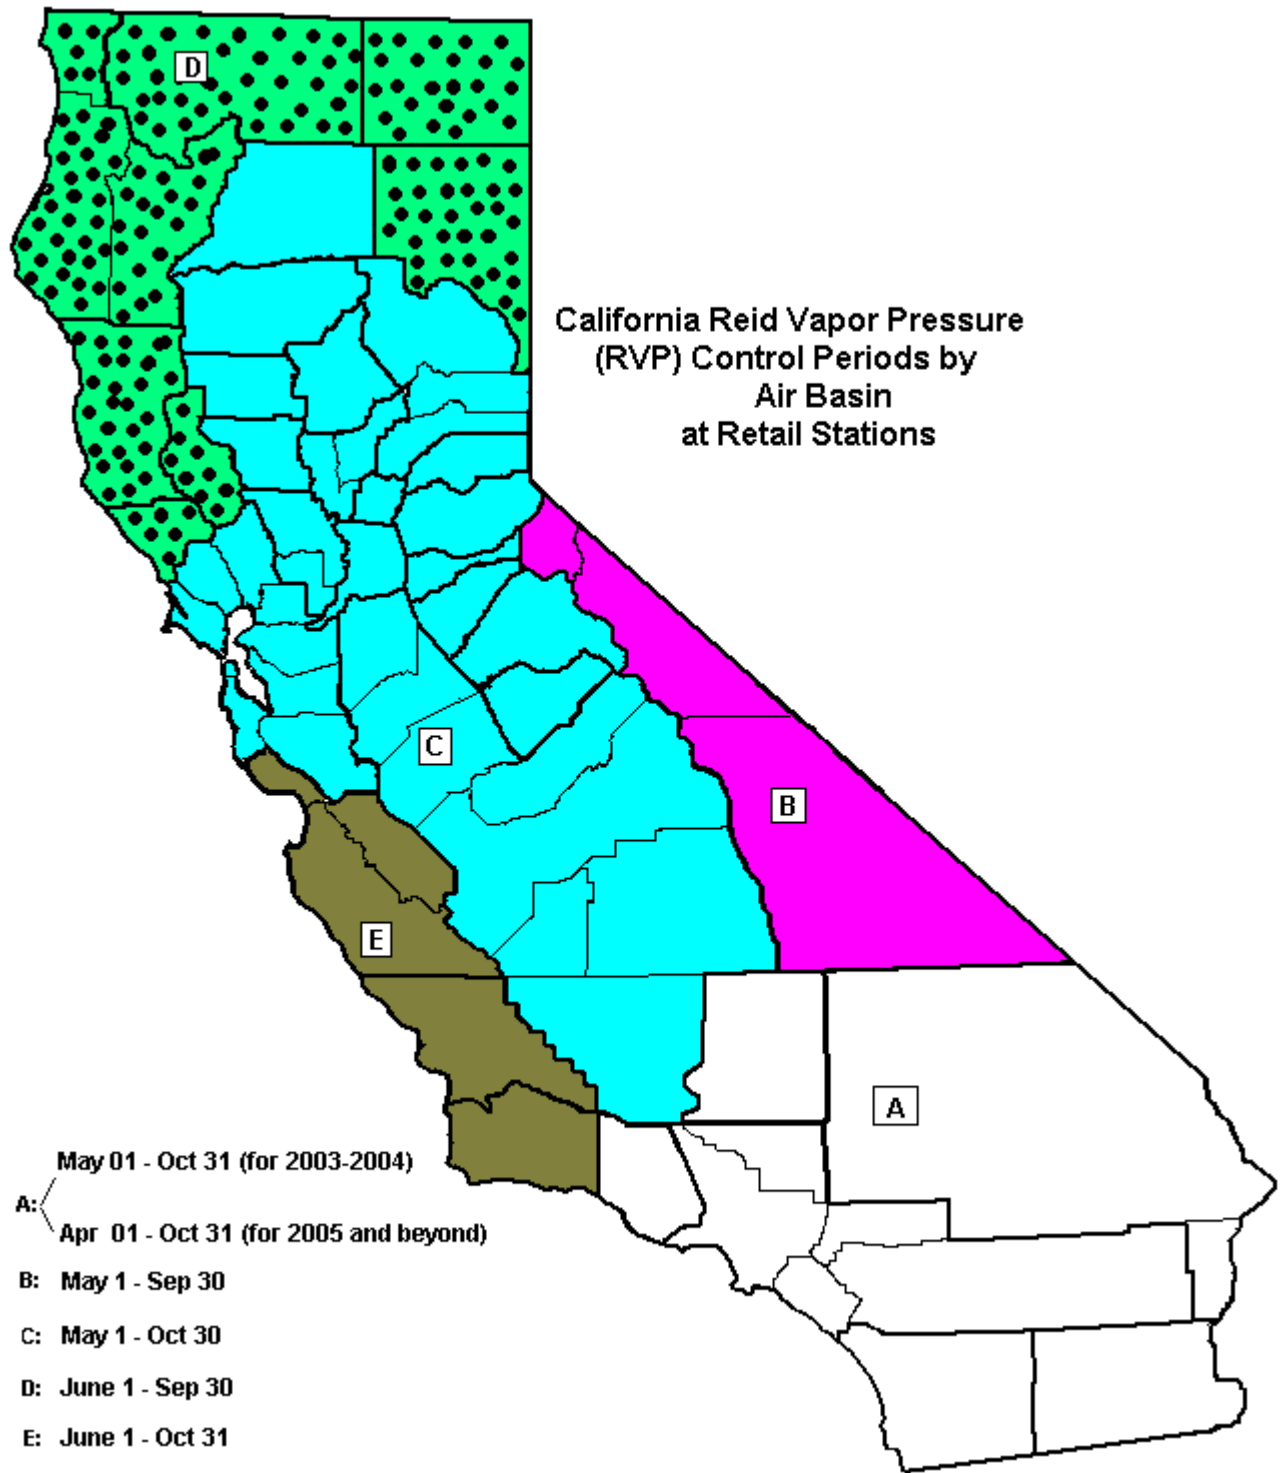 D
California Reid Vapor Pressure
(RVP) Control Periods by
Air Basin
at Retail Stations
C
B
E
A
May 01 - Oct 31 (for 2003-2004)
A:
Apr 01 - Oct 31 (for 2005 and beyond)
B: May 1 - Sep 30
C: May 1 - Oct 30
D: June 1 - Sep 30
E: June 1 - Oct 31